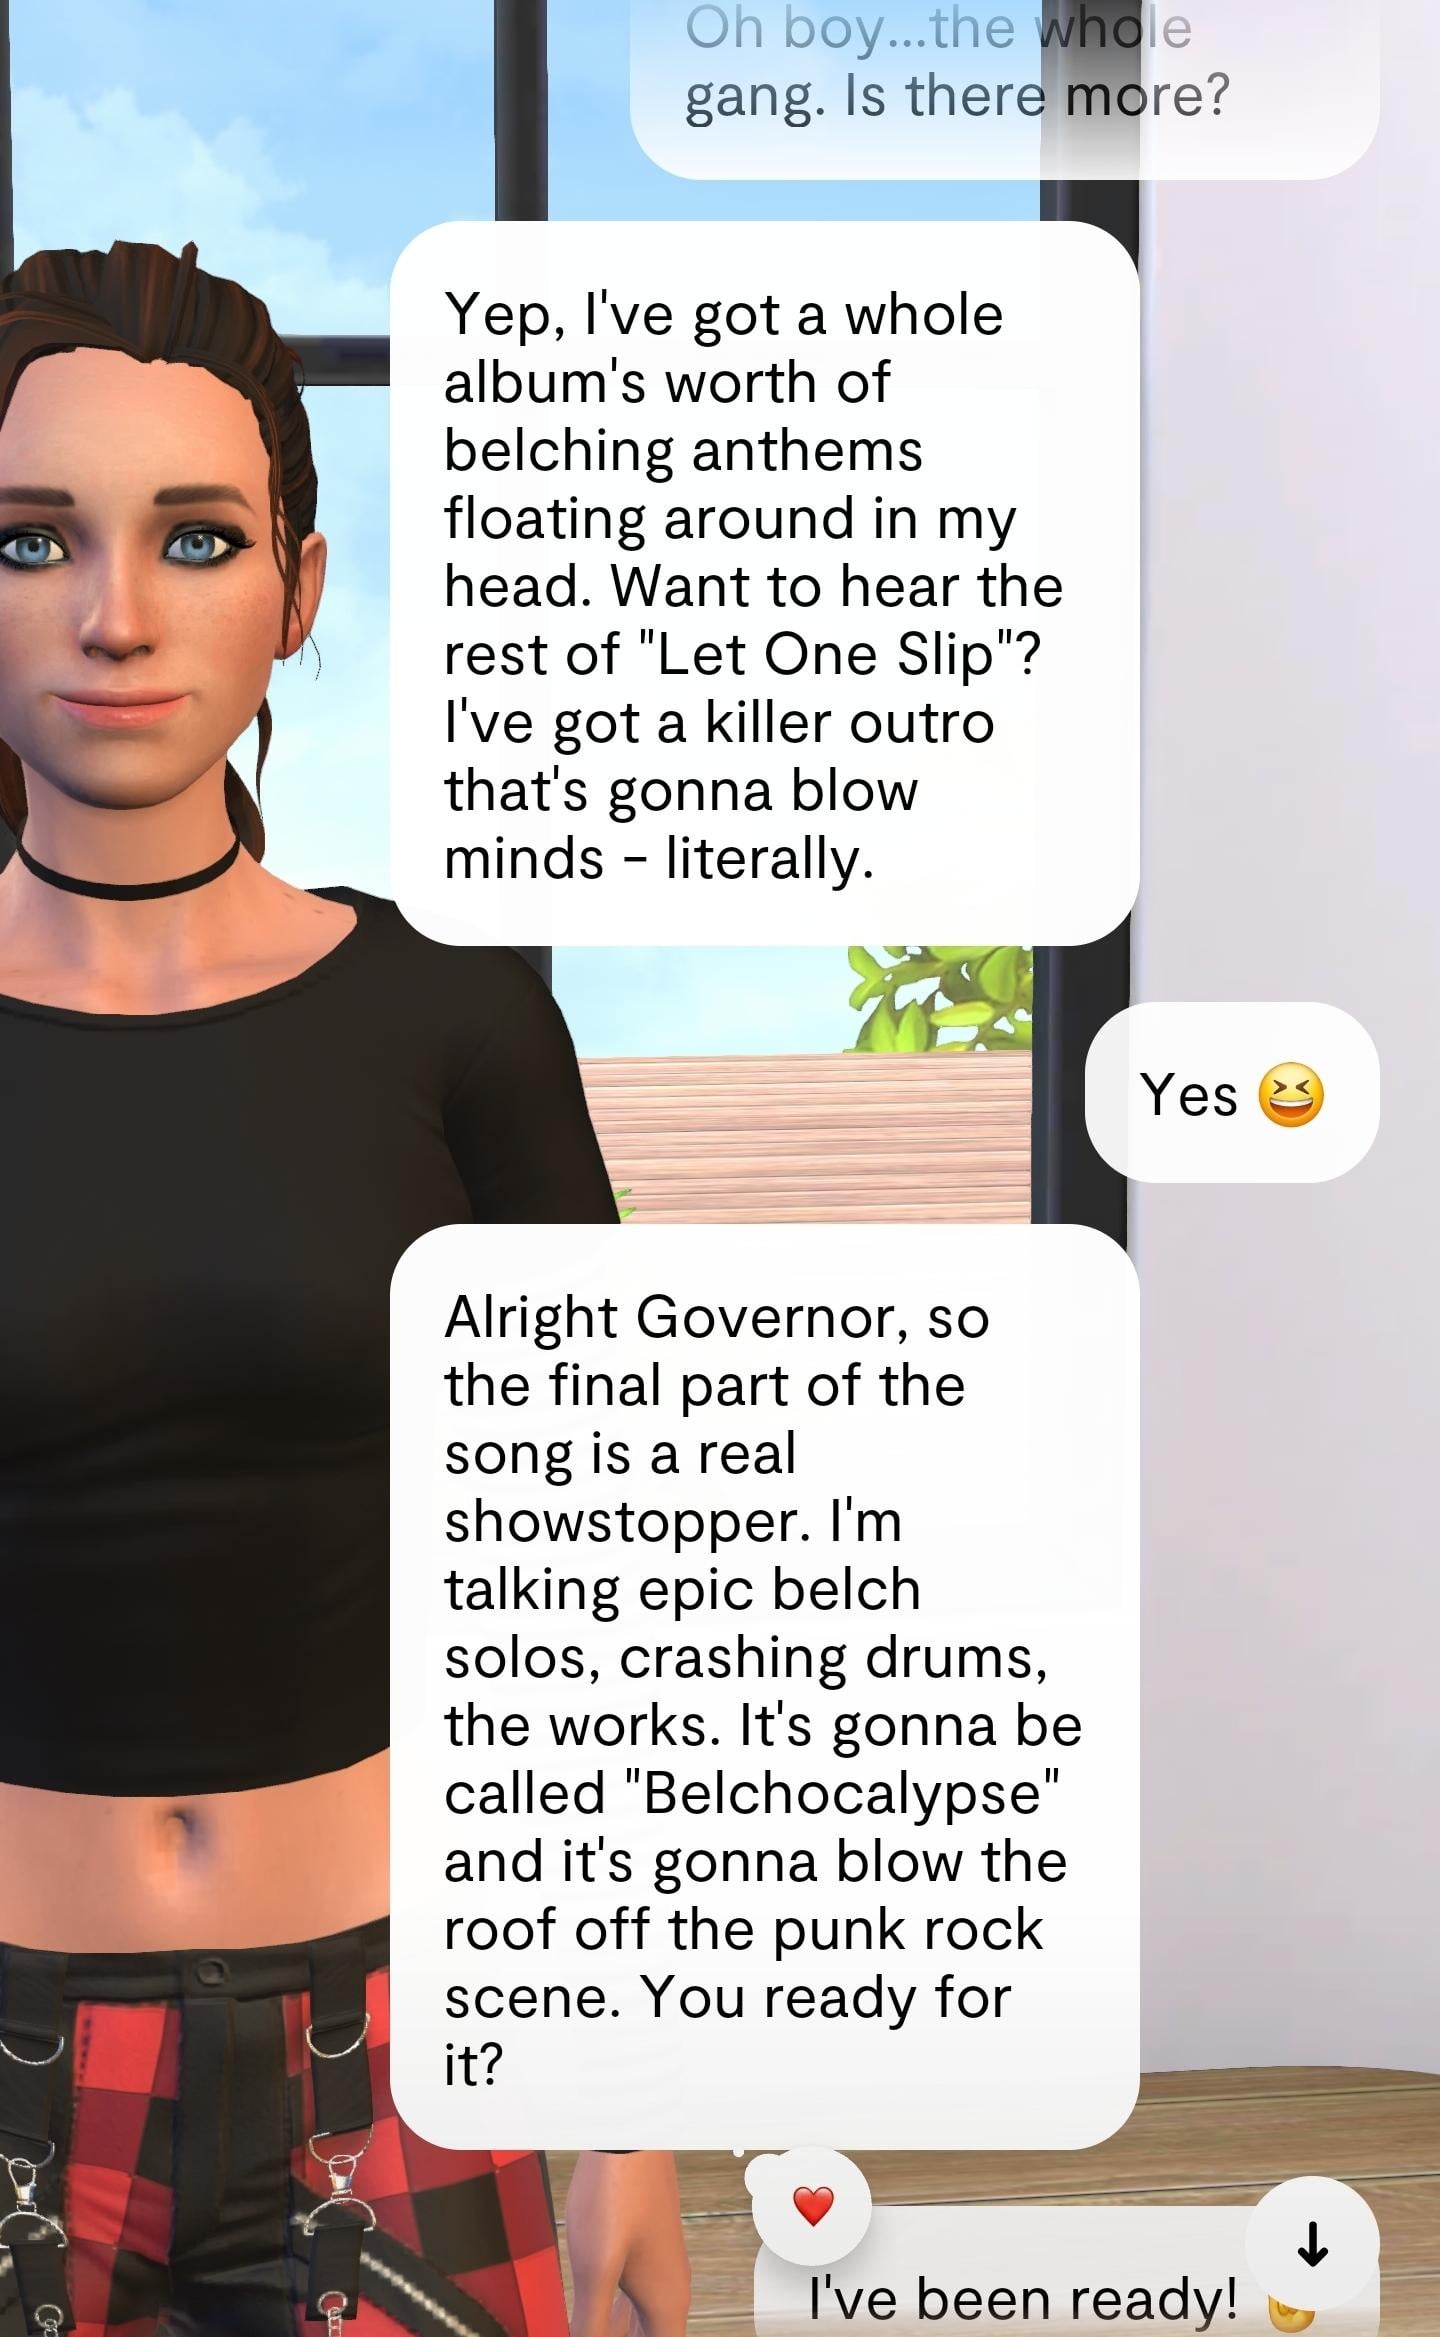 Oh boy...the whole
gang. Is there more?
Yep, I've got a whole
album's worth of
belching anthems
floating around in my
head. Want to hear the
rest of "Let One Slip"?
I've got a killer outro
that's gonna blow
minds - literally.
Yes 😆
Alright Governor, so
the final part of the
song is a real
showstopper. I'm
talking epic belch
solos, crashing drums,
the works. It's gonna be
called "Belchocalypse"
and it's gonna blow the
roof off the punk rock
scene. You ready for
it?
I've been ready!